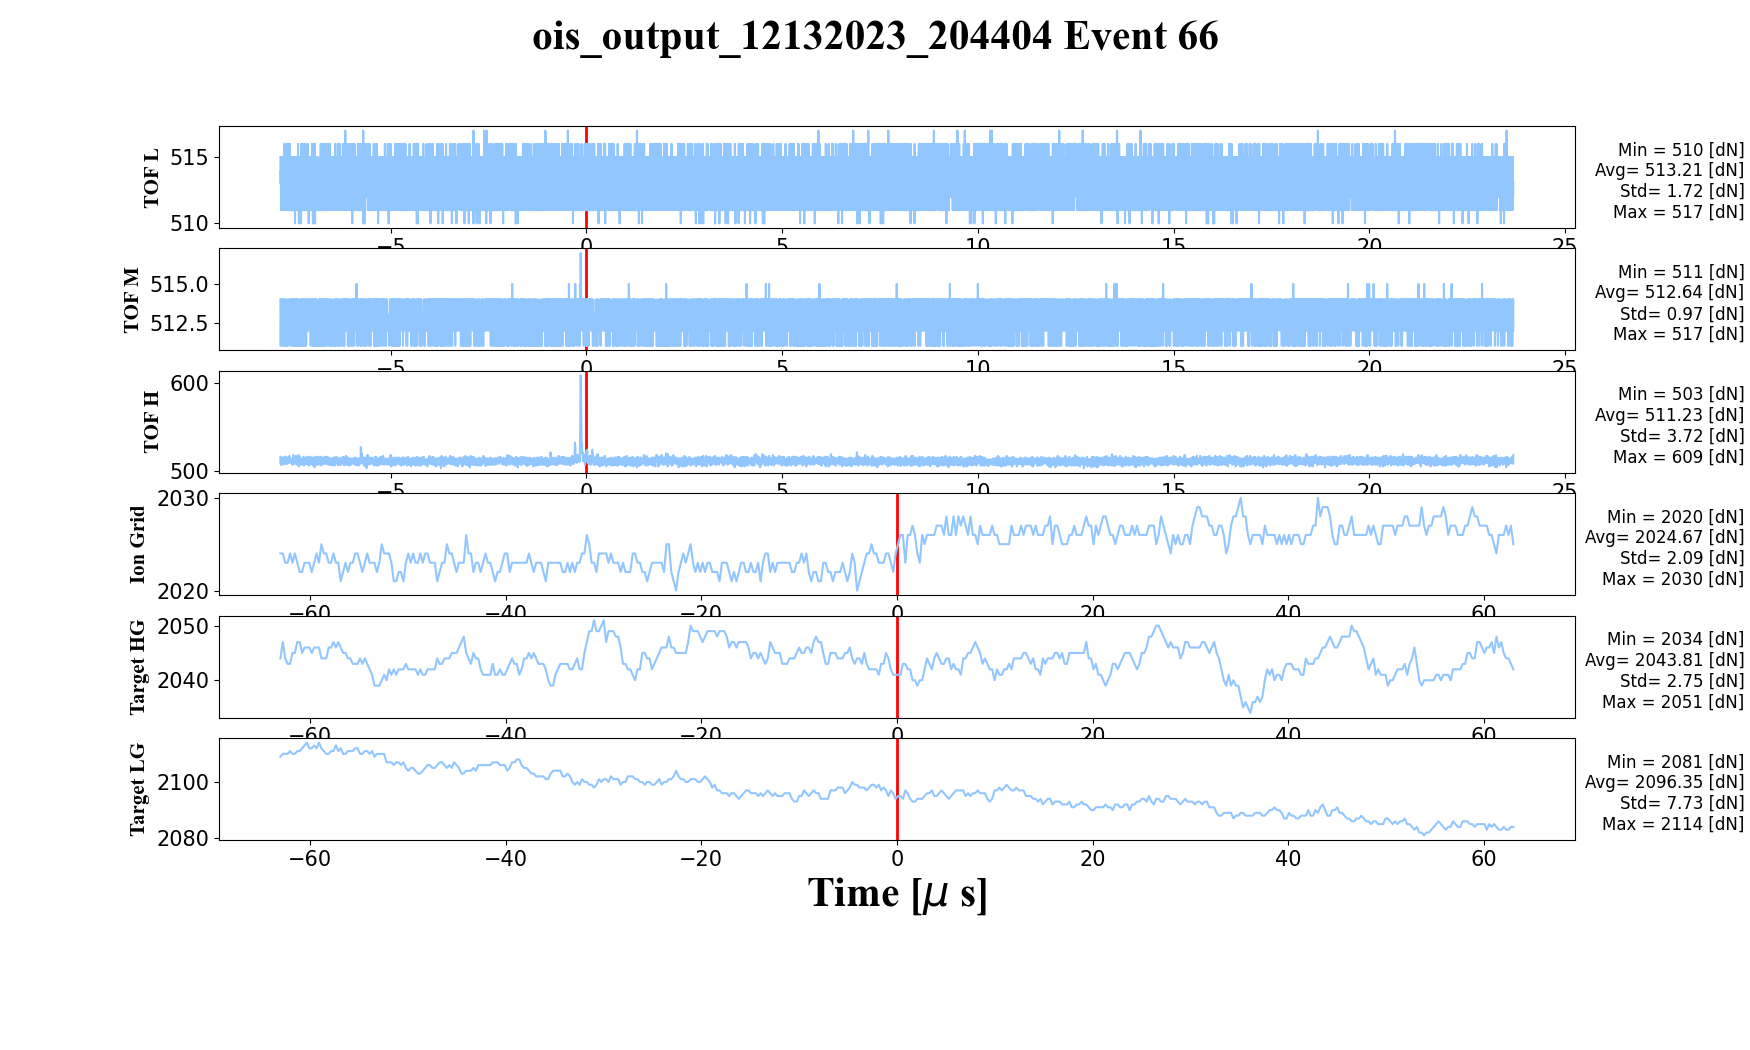 ois_output_12132023_204404 Event 66
TOF L
515
510
−5
0
5
10
15
20
25
Min = 510 [dN]
Avg= 513.21 [dN]
Std= 1.72 [dN]
Max = 517 [dN]
TOF M
515.0
512.5
−5
0
5
10
15
20
25
Min = 511 [dN]
Avg= 512.64 [dN]
Std= 0.97 [dN]
Max = 517 [dN]
TOF H
600
500
−5
0
5
10
15
20
25
Min = 503 [dN]
Avg= 511.23 [dN]
Std= 3.72 [dN]
Max = 609 [dN]
Ion Grid
2030
2020
−60
−40
−20
0
20
40
60
Min = 2020 [dN]
Avg= 2024.67 [dN]
Std= 2.09 [dN]
Max = 2030 [dN]
Target HG
2050
2040
−60
−40
−20
0
20
40
60
Min = 2034 [dN]
Avg= 2043.81 [dN]
Std= 2.75 [dN]
Max = 2051 [dN]
Target LG
2100
2080
−60
−40
−20
0
20
40
60
Min = 2081 [dN]
Avg= 2096.35 [dN]
Std= 7.73 [dN]
Max = 2114 [dN]
Time [μ s]